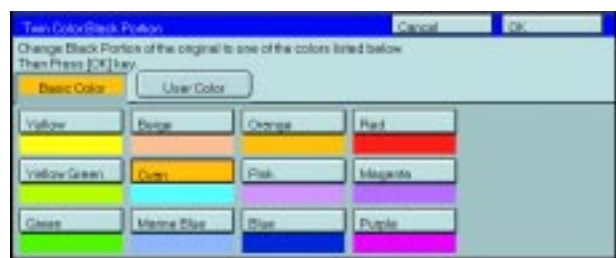 Twin Color:Black Portion
Cancel
OK
Change Black Portion of the original to one of the colors listed below.
Then Press [OK] key.
Basic Color
User Color
Yellow
Beige
Orange
Red
Yellow Green
Cyan
Pink
Magenta
Green
Marine Blue
Blue
Purple